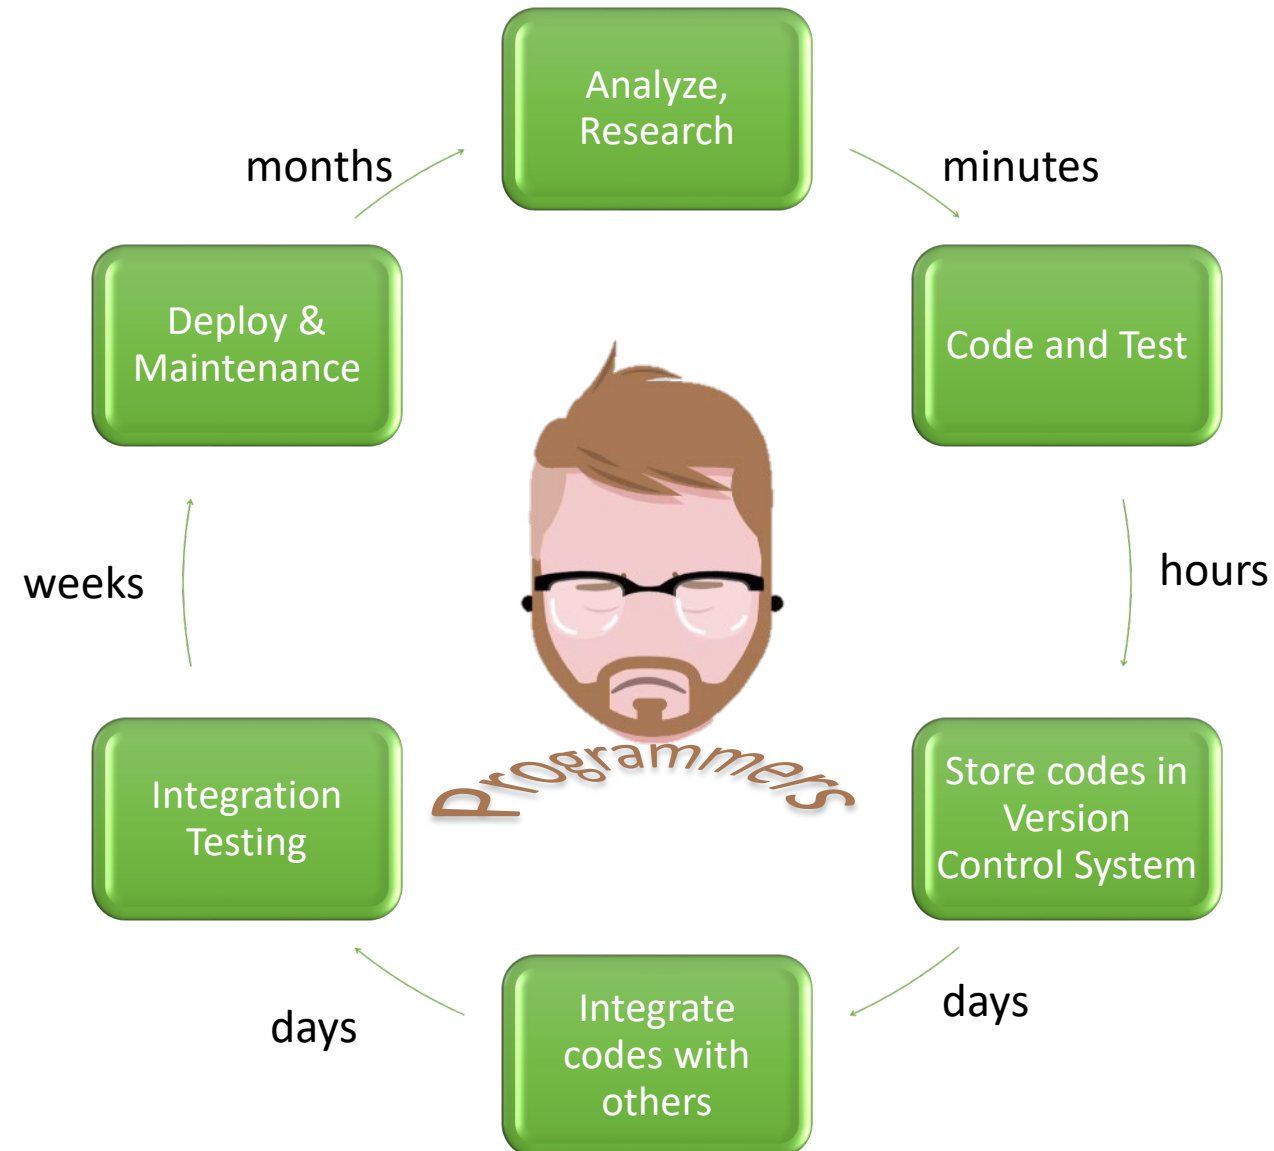 Analyze,
Research
minutes
Code and Test
hours
Store codes in
Version
Control System
days
Integrate
codes with
others
days
Integration
Testing
weeks
Deploy &
Maintenance
months
Programmers